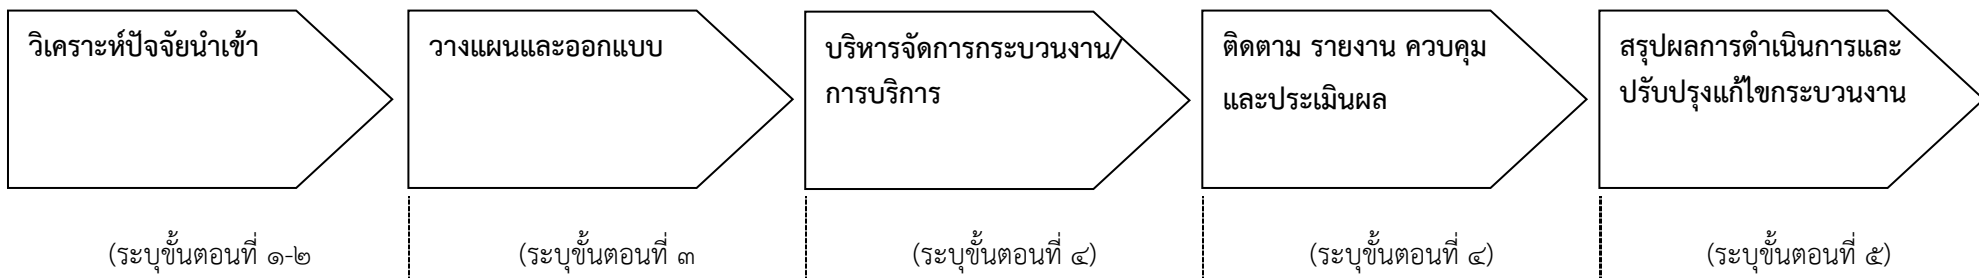 วิเคราะห์ปัจจัยนำเข้า
วางแผนและออกแบบ
บริหารจัดการกระบวนงาน/
การบริการ
ติดตาม รายงาน ควบคุม
และประเมินผล
สรุปผลการดำเนินการและ
ปรับปรุงแก้ไขกระบวนงาน
(ระบุขั้นตอนที่ ๑-๒
(ระบุขั้นตอนที่ ๓
(ระบุขั้นตอนที่ ๔)
(ระบุขั้นตอนที่ ๔)
(ระบุขั้นตอนที่ ๕)